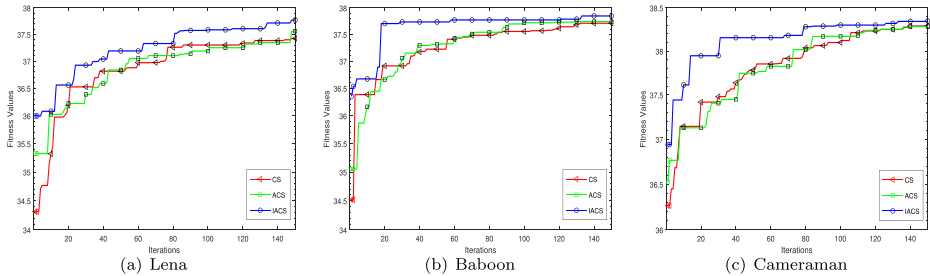 38
37.5
37
36.5
36
35.5
35
34.5
34
Fitness Values
20 40 60 80 100 120 140
Iterations
CS
ACS
IACS
(a) Lena
38
37.5
37
36.5
36
35.5
35
34.5
34
Fitness Values
20 40 60 80 100 120 140
Iterations
CS
ACS
IACS
(b) Baboon
38.5
38
37.5
37
36.5
36
Fitness Values
20 40 60 80 100 120 140
Iterations
CS
ACS
IACS
(c) Cameraman